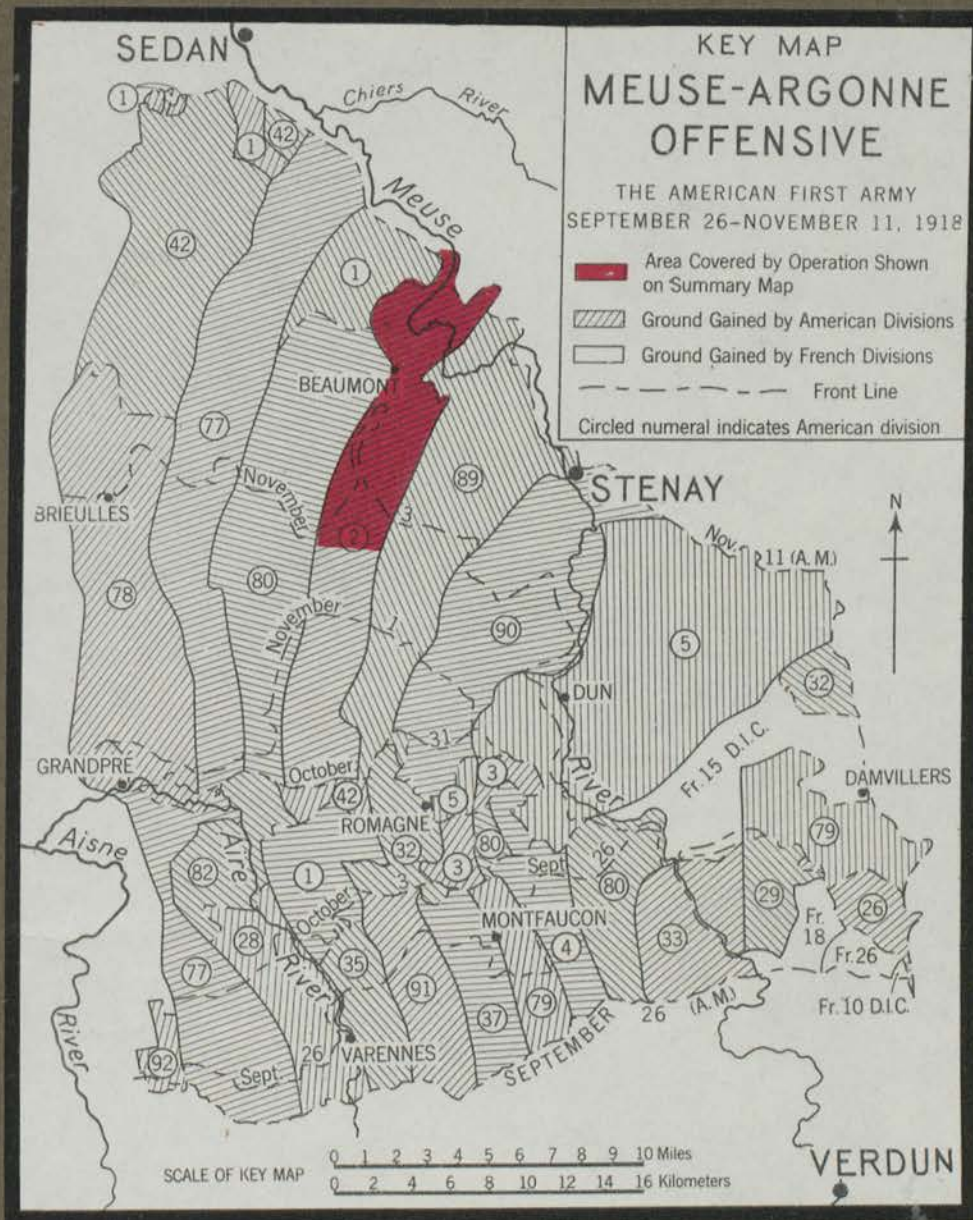 KEY MAP
MEUSE-ARGONNE
OFFENSIVE
THE AMERICAN FIRST ARMY
SEPTEMBER 26–NOVEMBER 11, 1918
Area Covered by Operation Shown
on Summary Map
Ground Gained by American Divisions
Ground Gained by French Divisions
Front Line
Circled numeral indicates American division
SEDAN
Chiers River
1
1
42
Meuse
42
1
BEAUMONT
77
89
STENAY
N
BRIEULLES
November
3
2
Nov. 11 (A.M.)
78
80
November 1
90
5
32
DUN
31
GRANDPRÉ
October
42
3
5
River
Fr. 15 D.I.C.
DAMVILLERS
ROMAGNE
Aisne
Aire
82
1
32
3
80
Sept.
26
80
79
29
26
October
3
MONTFAUCON
28
33
Fr.
18
Fr. 26
77
River
35
91
4
37
79
SEPTEMBER 26 (A.M.)
Fr. 10 D.I.C.
River
92
26
VARENNES
Sept.
VERDUN
SCALE OF KEY MAP
0 1 2 3 4 5 6 7 8 9 10 Miles
0 2 4 6 8 10 12 14 16 Kilometers